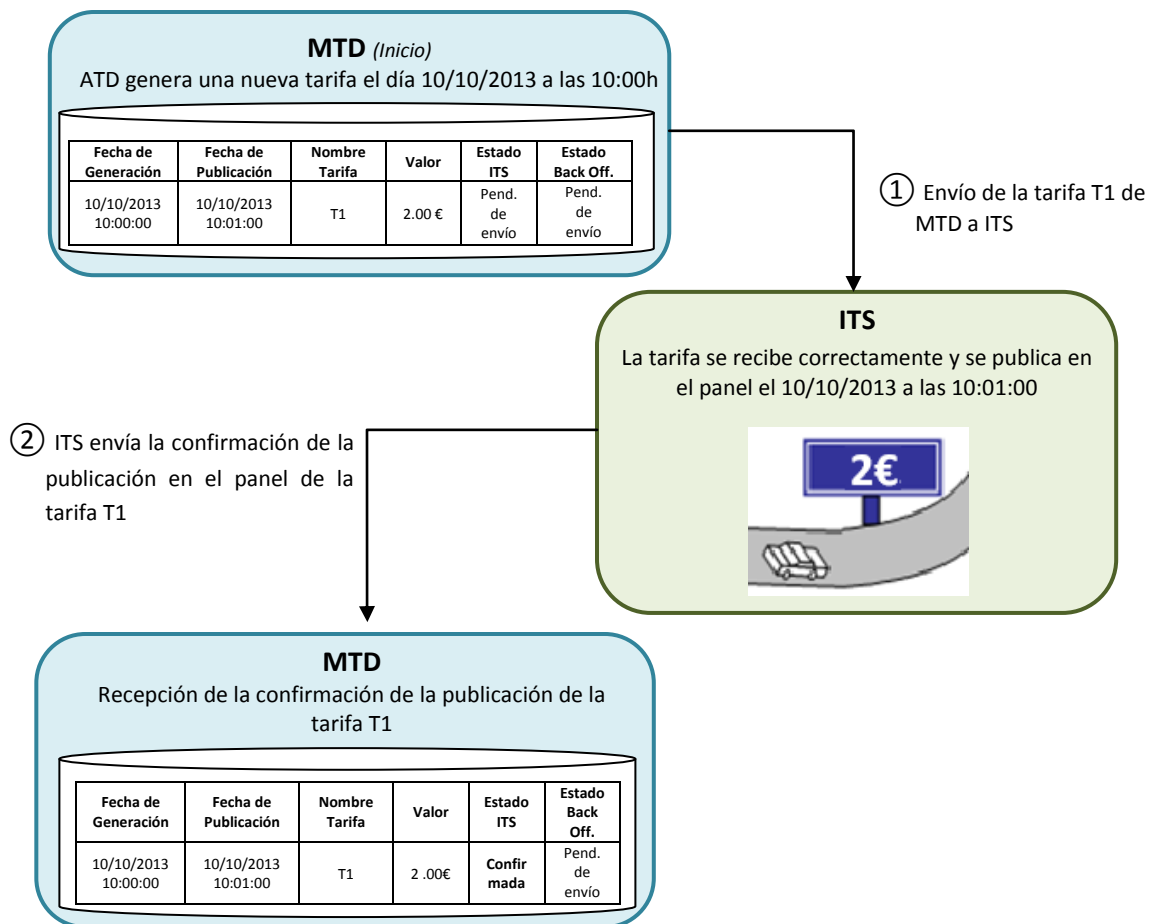 MTD (Inicio)
ATD genera una nueva tarifa el día 10/10/2013 a las 10:00h
Fecha de Generación | Fecha de Publicación | Nombre Tarifa | Valor | Estado ITS | Estado Back Off.
10/10/2013 10:00:00 | 10/10/2013 10:01:00 | T1 | 2.00 € | Pend. de envío | Pend. de envío
① Envío de la tarifa T1 de
MTD a ITS
ITS
La tarifa se recibe correctamente y se publica en
el panel el 10/10/2013 a las 10:01:00
2€
② ITS envía la confirmación de la
publicación en el panel de la
tarifa T1
MTD
Recepción de la confirmación de la publicación de la
tarifa T1
Fecha de Generación | Fecha de Publicación | Nombre Tarifa | Valor | Estado ITS | Estado Back Off.
10/10/2013 10:00:00 | 10/10/2013 10:01:00 | T1 | 2 .00€ | Confir mada | Pend. de envío